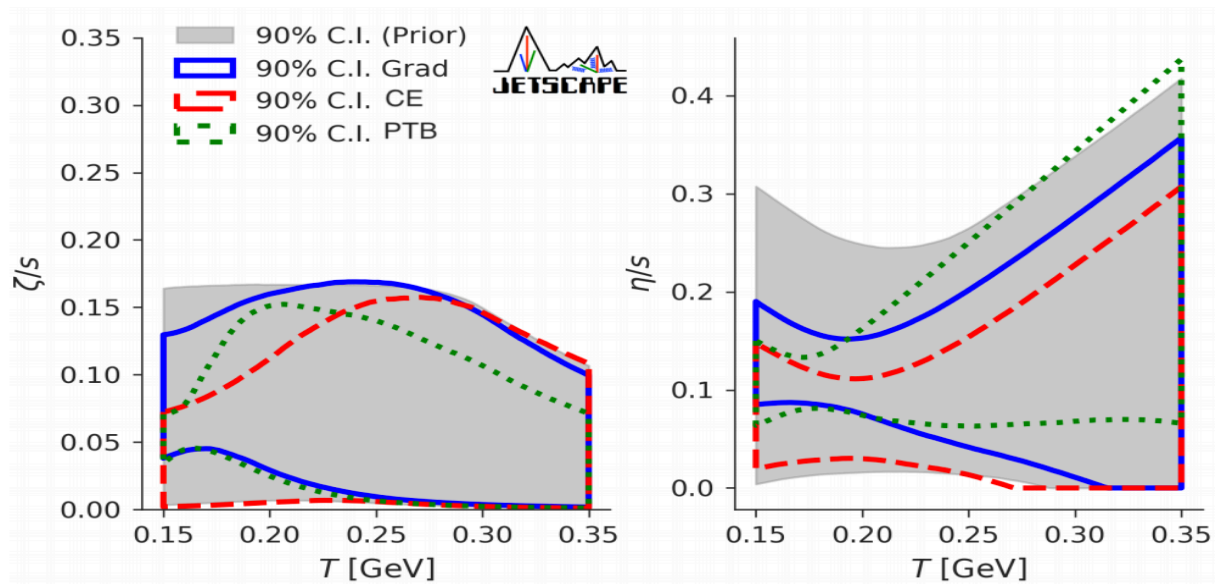 0.35
0.30
0.25
0.20
0.15
0.10
0.05
0.00
ζ/s
0.15
0.20
0.25
0.30
0.35
T [GeV]
90% C.I. (Prior)
90% C.I. Grad
90% C.I. CE
90% C.I. PTB
JETSCAPE
0.4
0.3
0.2
0.1
0.0
η/s
0.15
0.20
0.25
0.30
0.35
T [GeV]